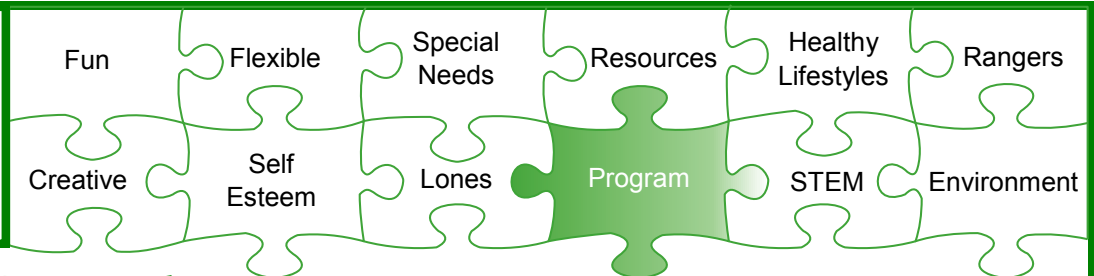 Fun
Flexible
Special
Needs
Resources
Healthy
Lifestyles
Rangers
Creative
Self
Esteem
Lones
Program
STEM
Environment